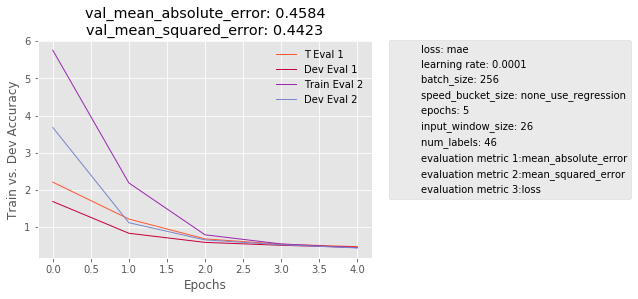 val_mean_absolute_error: 0.4584
val_mean_squared_error: 0.4423
Train vs. Dev Accuracy
6
5
4
3
2
1
0.0 0.5 1.0 1.5 2.0 2.5 3.0 3.5 4.0
Epochs
T Eval 1
Dev Eval 1
Train Eval 2
Dev Eval 2
loss: mae
learning rate: 0.0001
batch_size: 256
speed_bucket_size: none_use_regression
epochs: 5
input_window_size: 26
num_labels: 46
evaluation metric 1:mean_absolute_error
evaluation metric 2:mean_squared_error
evaluation metric 3:loss